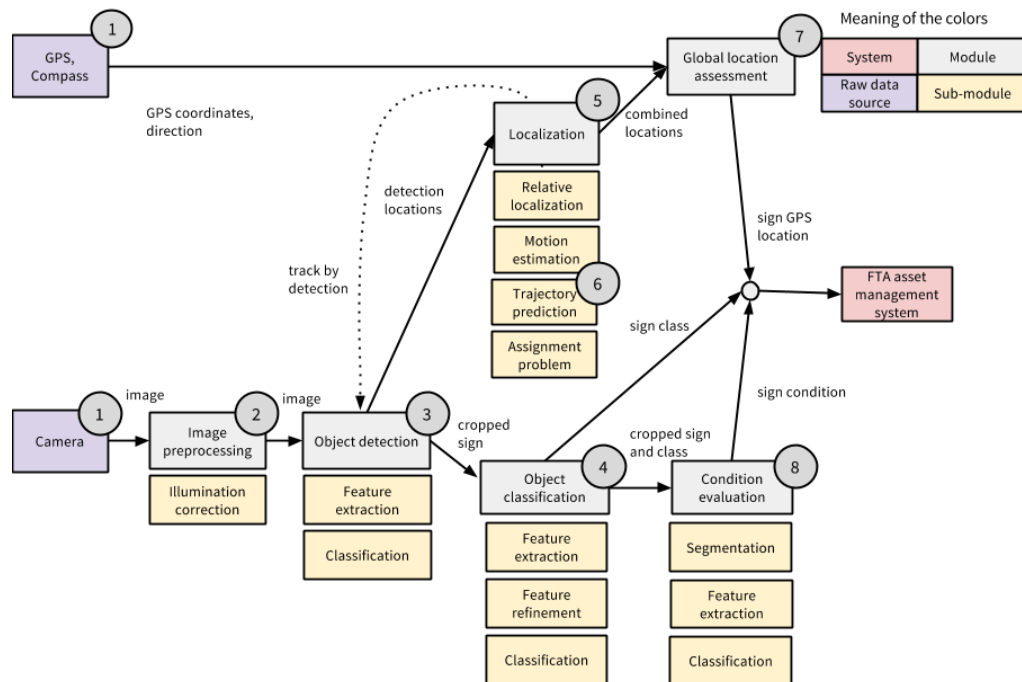 Meaning of the colors
System
Module
Raw data
source
Sub-module
1
GPS,
Compass
GPS coordinates,
direction
7
Global location
assessment
5
Localization
combined
locations
Relative
localization
Motion
estimation
6
Trajectory
prediction
Assignment
problem
detection
locations
track by
detection
sign GPS
location
FTA asset
management
system
sign class
sign condition
1
Camera
image
2
Image
preprocessing
Illumination
correction
image
3
Object detection
Feature
extraction
Classification
cropped
sign
4
Object
classification
Feature
extraction
Feature
refinement
Classification
cropped sign
and class
8
Condition
evaluation
Segmentation
Feature
extraction
Classification